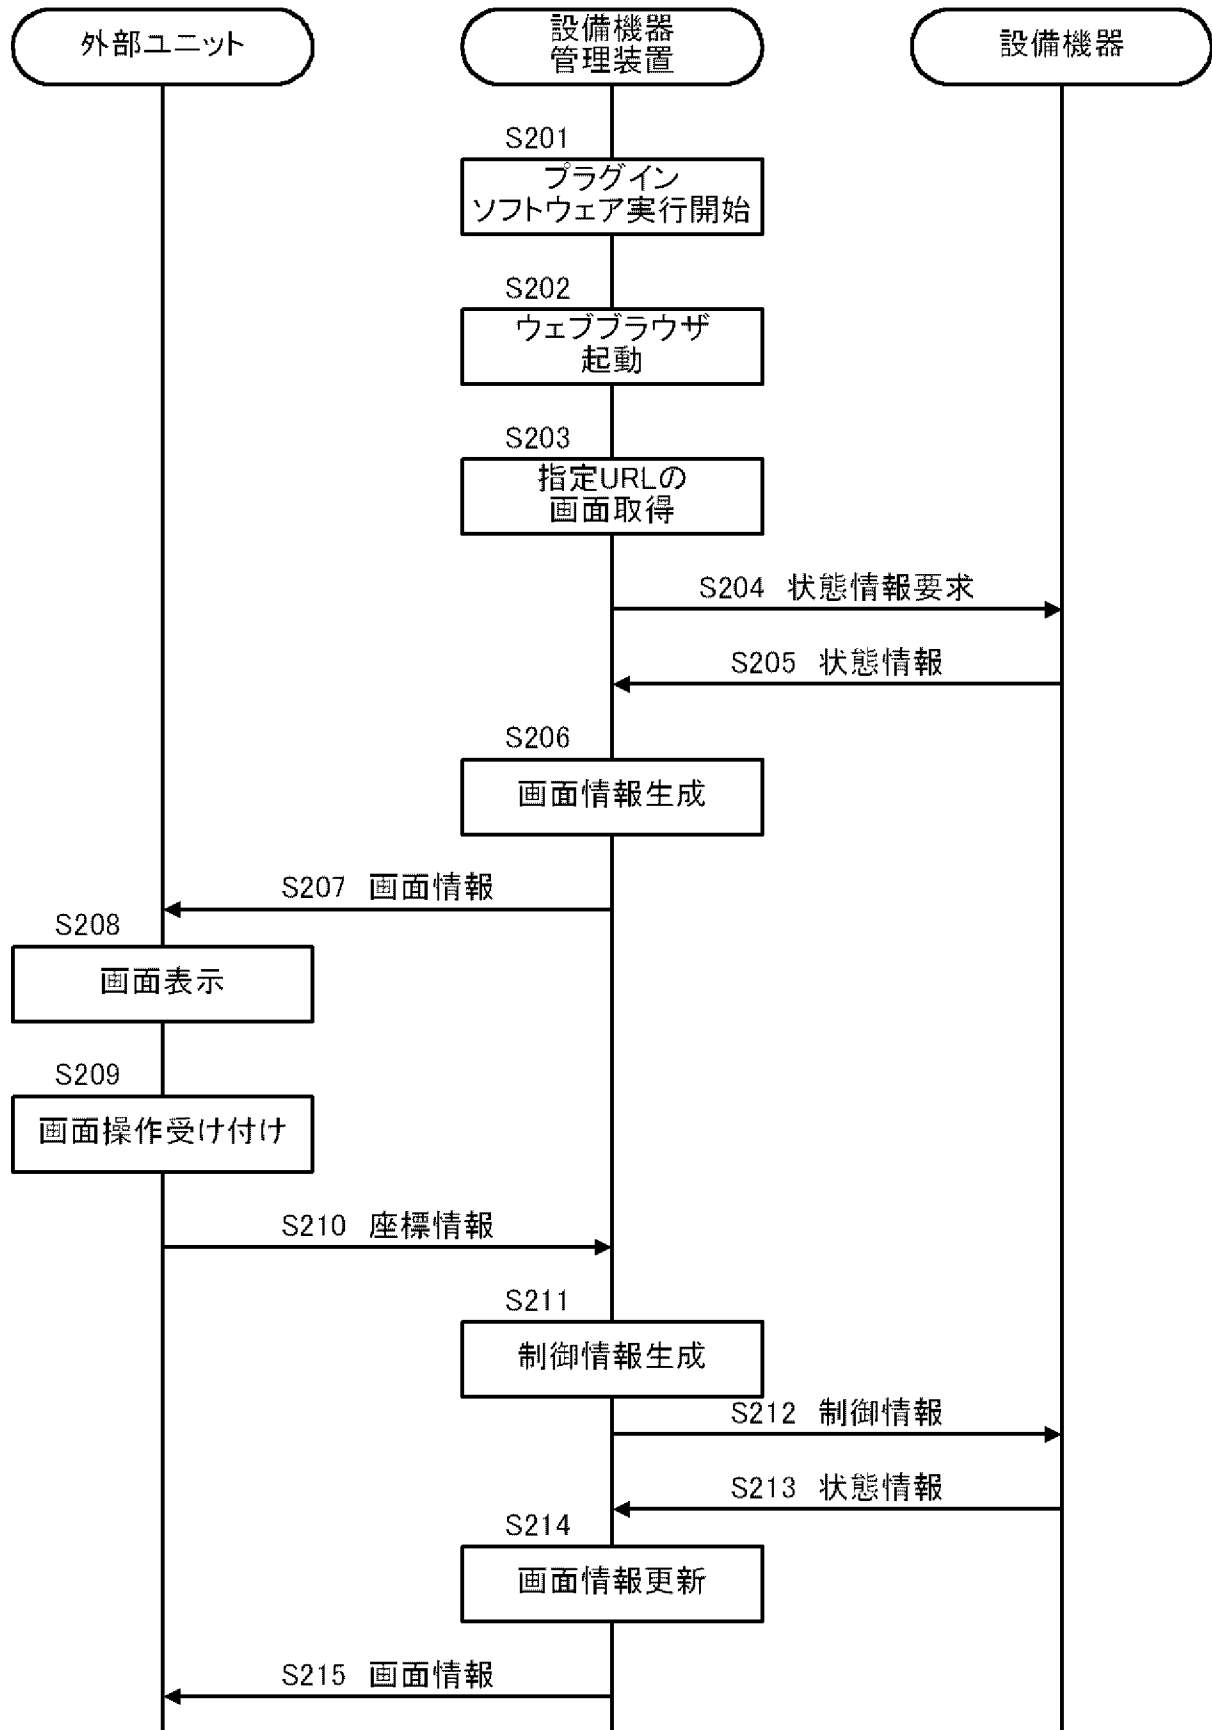 外部ユニット
設備機器
管理装置
設備機器
S201
プラグイン
ソフトウェア実行開始
S202
ウェブブラウザ
起動
S203
指定URLの
画面取得
S204 状態情報要求
S205 状態情報
S206
画面情報生成
S207 画面情報
S208
画面表示
S209
画面操作受け付け
S210 座標情報
S211
制御情報生成
S212 制御情報
S213 状態情報
S214
画面情報更新
S215 画面情報